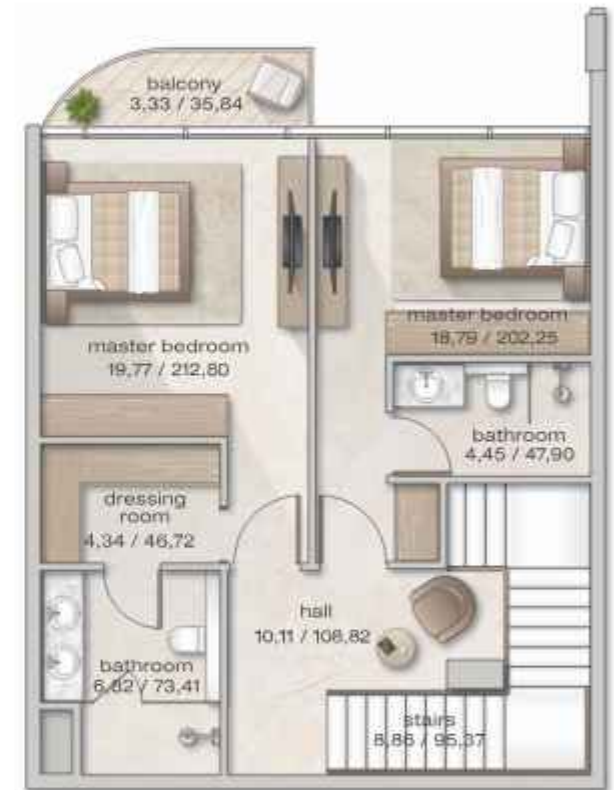 balcony
3,33 / 35,84
master bedroom
18,79 / 202,25
master bedroom
19,77 / 212,80
bathroom
4,45 / 47,90
dressing
room
4,34 / 46,72
hall
10,11 / 108,82
bathroom
6,82 / 73,41
stairs
8,86 / 95,37